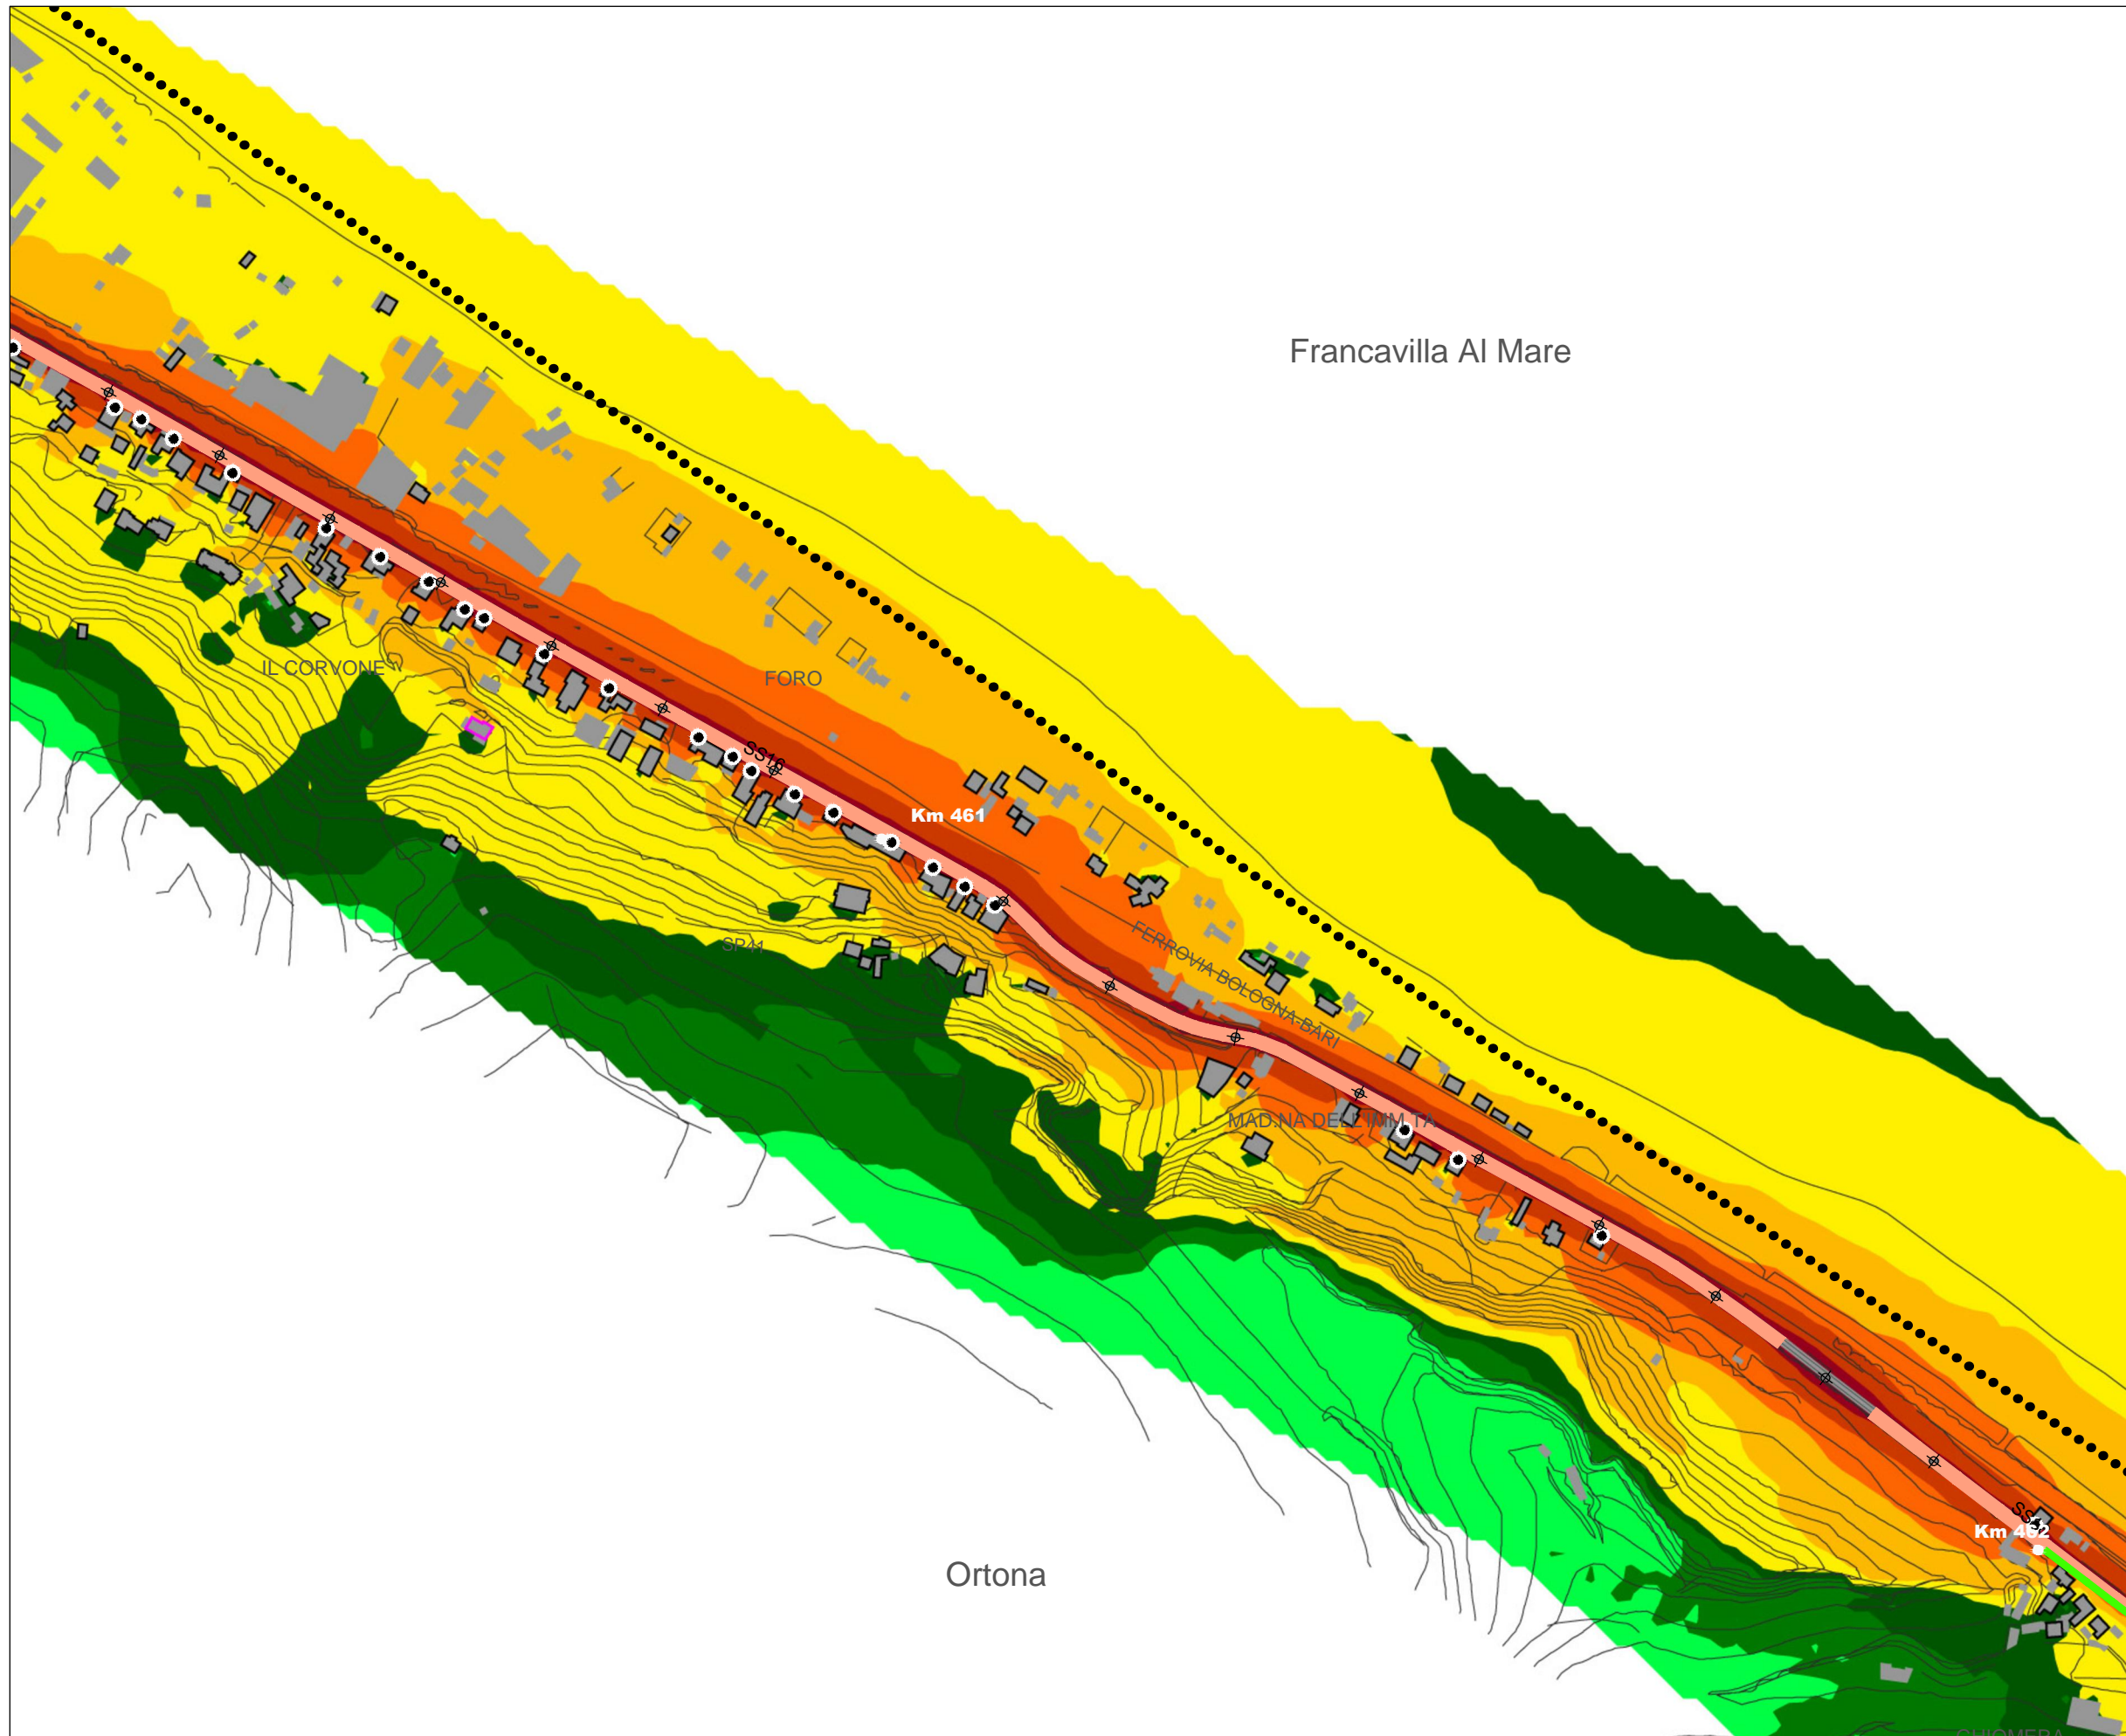 Francavilla Al Mare
IL CORVONE
FORO
SS16
Km 461
FERROVIA BOLOGNA-BARI
SP41
MAD.NA DELL'IMM.TA
Km 462
Ortona